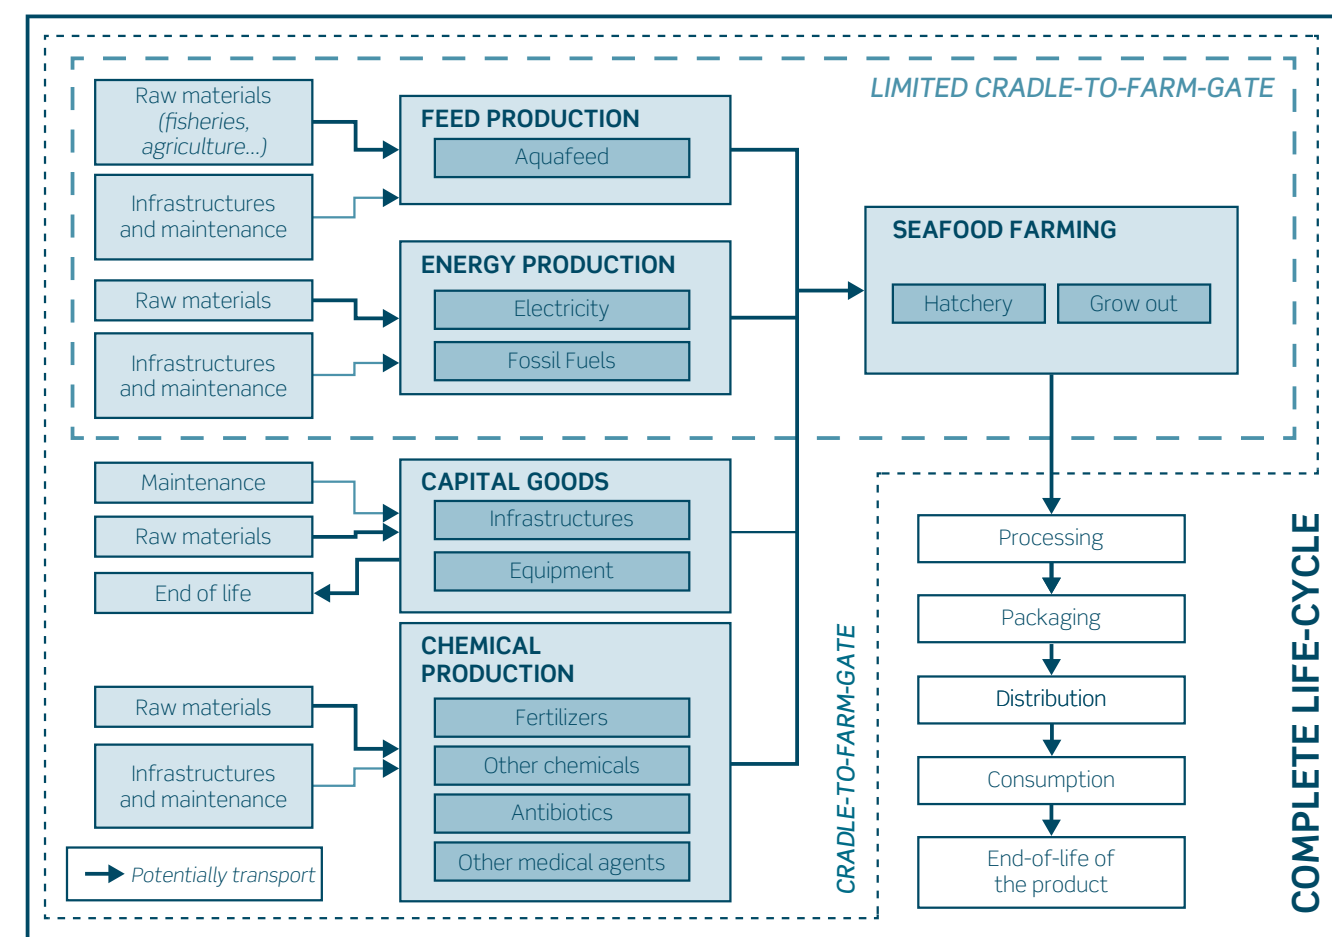 LIMITED CRADLE-TO-FARM-GATE
Raw materials
(fisheries,
agriculture...)
Infrastructures
and maintenance
FEED PRODUCTION
Aquafeed
Raw materials
Infrastructures
and maintenance
ENERGY PRODUCTION
Electricity
Fossil Fuels
SEAFOOD FARMING
Hatchery
Grow out
Maintenance
Raw materials
End of life
CAPITAL GOODS
Infrastructures
Equipment
Raw materials
Infrastructures
and maintenance
CHEMICAL
PRODUCTION
Fertilizers
Other chemicals
Antibiotics
Other medical agents
Potentially transport
CRADLE-TO-FARM-GATE
Processing
Packaging
Distribution
Consumption
End-of-life of
the product
COMPLETE LIFE-CYCLE